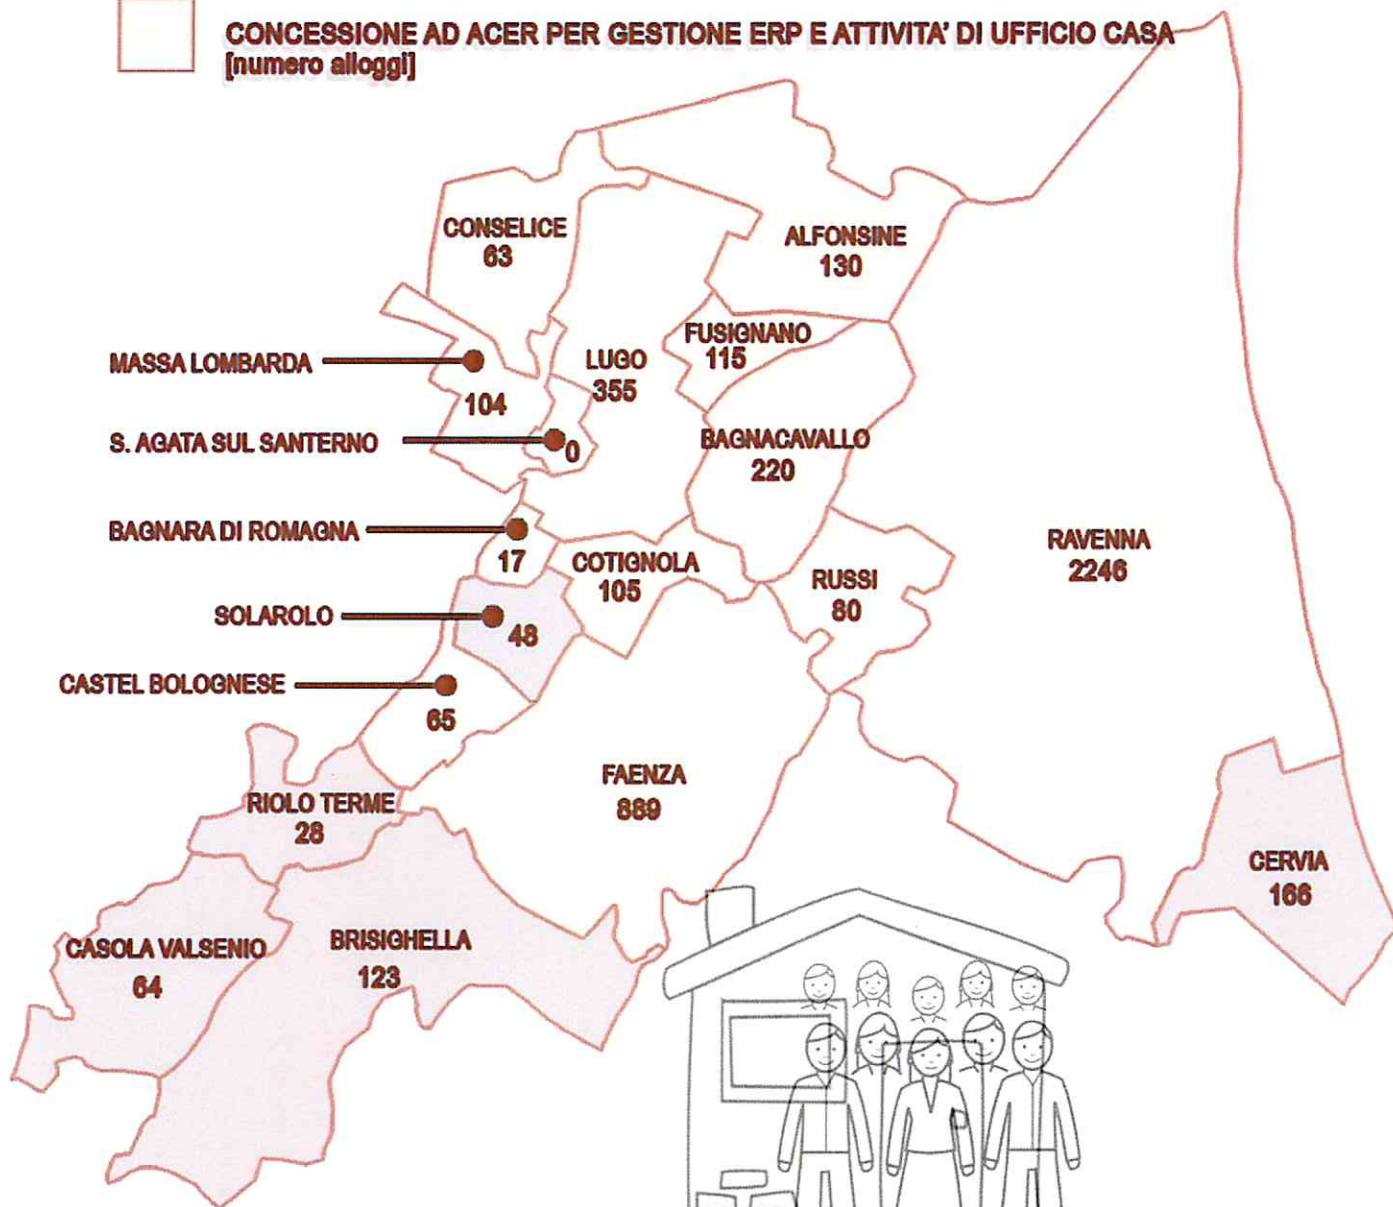 CONCESSIONE AD ACER PER GESTIONE ERP E ATTIVITA' DI UFFICIO CASA
[numero alloggi]
CONSELICE
63
ALFONSINE
130
FUSIGNANO
115
MASSA LOMBARDA
104
LUGO
355
S. AGATA SUL SANTERNO
0
BAGNACAVALLO
220
BAGNARA DI ROMAGNA
17
COTIGNOLA
105
RAVENNA
2246
RUSSI
80
SOLAROLO
48
CASTEL BOLOGNESE
65
FAENZA
889
RIOLO TERME
28
CERVIA
166
CASOLA VALSENIO
64
BRISIGHELLA
123